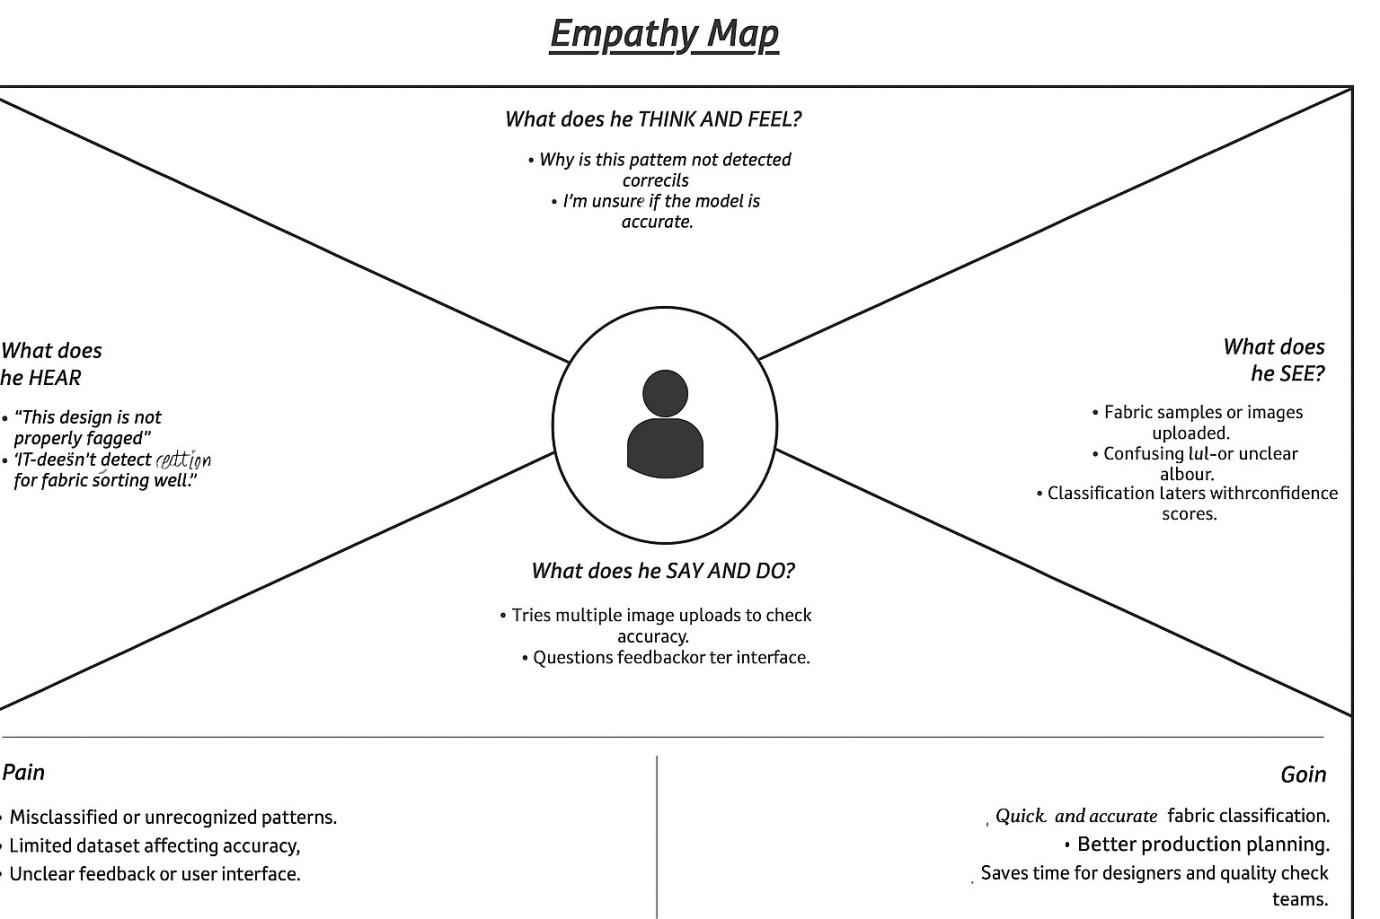 Empathy Map
What does he THINK AND FEEL?
• Why is this pattem not detected
correcils
• I'm unsure if the model is
accurate.
What does
he HEAR
• “This design is not
properly fagged”
• ‘IT-deesn't detect
for fabric sorting well.”
What does
he SEE?
• Fabric samples or images
uploaded.
• Confusing lul-or unclear
albour.
• Classification laters withrconfidence
scores.
What does he SAY AND DO?
• Tries multiple image uploads to check
accuracy.
• Questions feedbackor ter interface.
Pain
• Misclassified or unrecognized patterns.
• Limited dataset affecting accuracy,
• Unclear feedback or user interface.
Goin
. Quick and accurate fabric classification.
• Better production planning.
. Saves time for designers and quality check
teams.